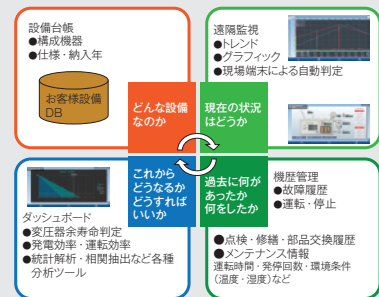 設備台帳
●構成機器
●仕様・納入年
お客様設備
DB
どんな設備
なのか
遠隔監視
●トレンド
●グラフィック
●現場端末による自動判定
現在の状況
はどうか
これから
どうなるか
どうすれば
いいか
ダッシュボード
●変圧器余寿命判定
●発電効率・運転効率
●統計解析・相関抽出など各種
分析ツール
過去に何が
あったか
何をしたか
機歴管理
●故障履歴
●運転・停止
●点検・修繕・部品交換履歴
●メンテナンス情報
運転時間・発停回数・環境条件
(温度・湿度)など